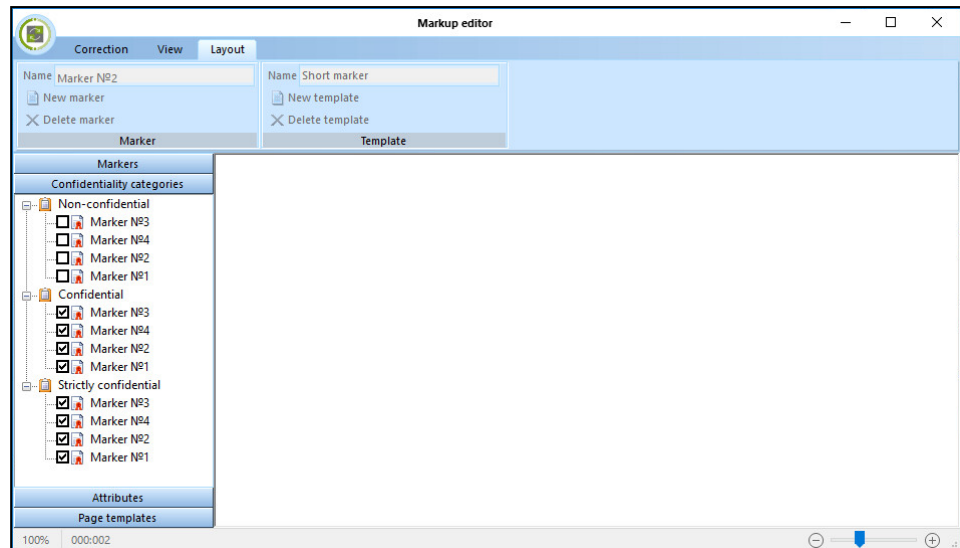 Markup editor
Correction View Layout
Name Marker №2
New marker
Delete marker
Marker
Name Short marker
New template
Delete template
Template
Markers
Confidentiality categories
Non-confidential
Marker №3
Marker №4
Marker №2
Marker №1
Confidential
Marker №3
Marker №4
Marker №2
Marker №1
Strictly confidential
Marker №3
Marker №4
Marker №2
Marker №1
Attributes
Page templates
100% 000:002